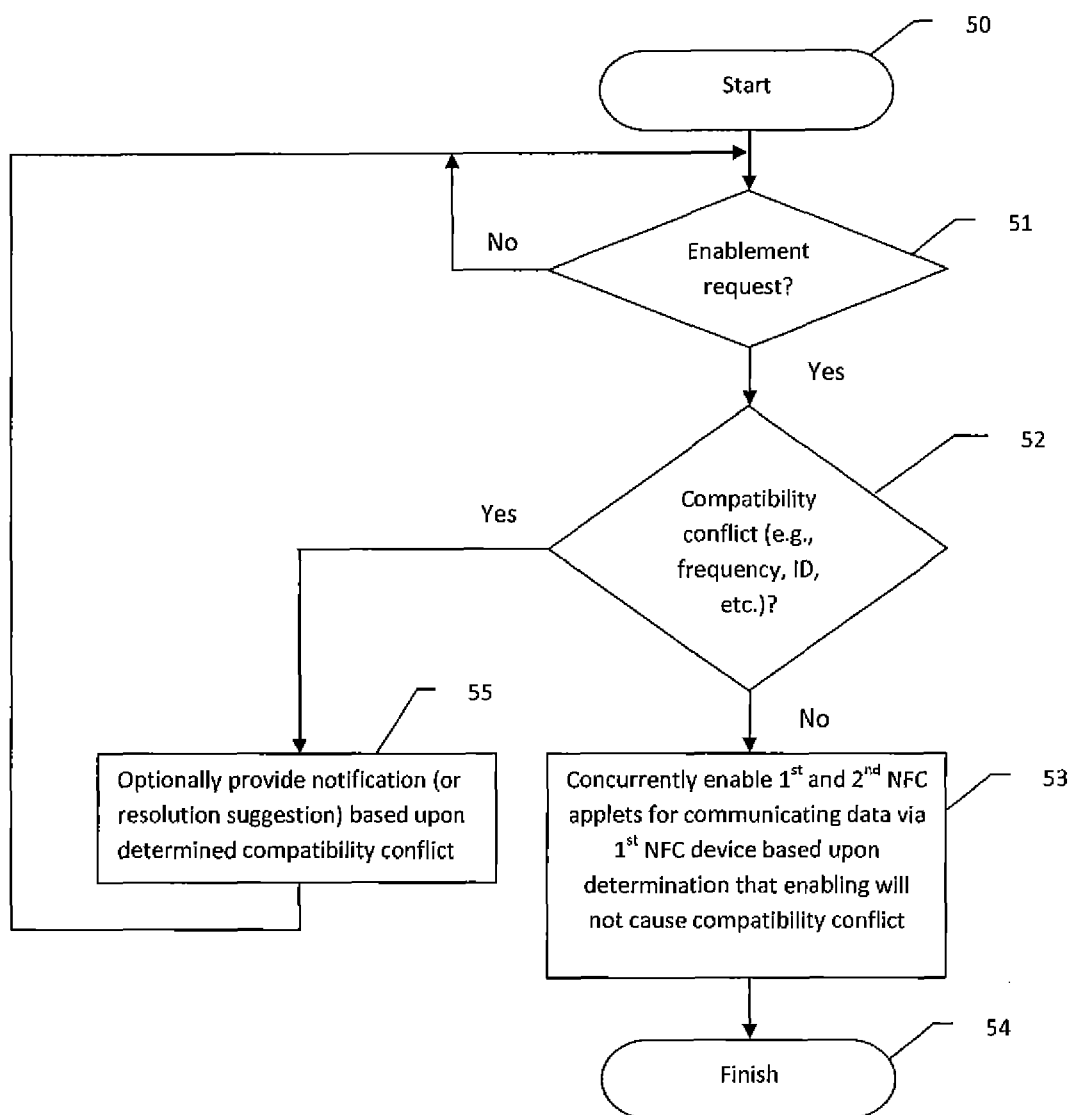 50
Start
51
No
Enablement
request?
Yes
52
Yes
Compatibility
conflict (e.g.,
frequency, ID,
etc.)?
55
No
Optionally provide notification (or
resolution suggestion) based upon
determined compatibility conflict
53
Concurrently enable 1st and 2nd NFC
applets for communicating data via
1st NFC device based upon
determination that enabling will
not cause compatibility conflict
54
Finish